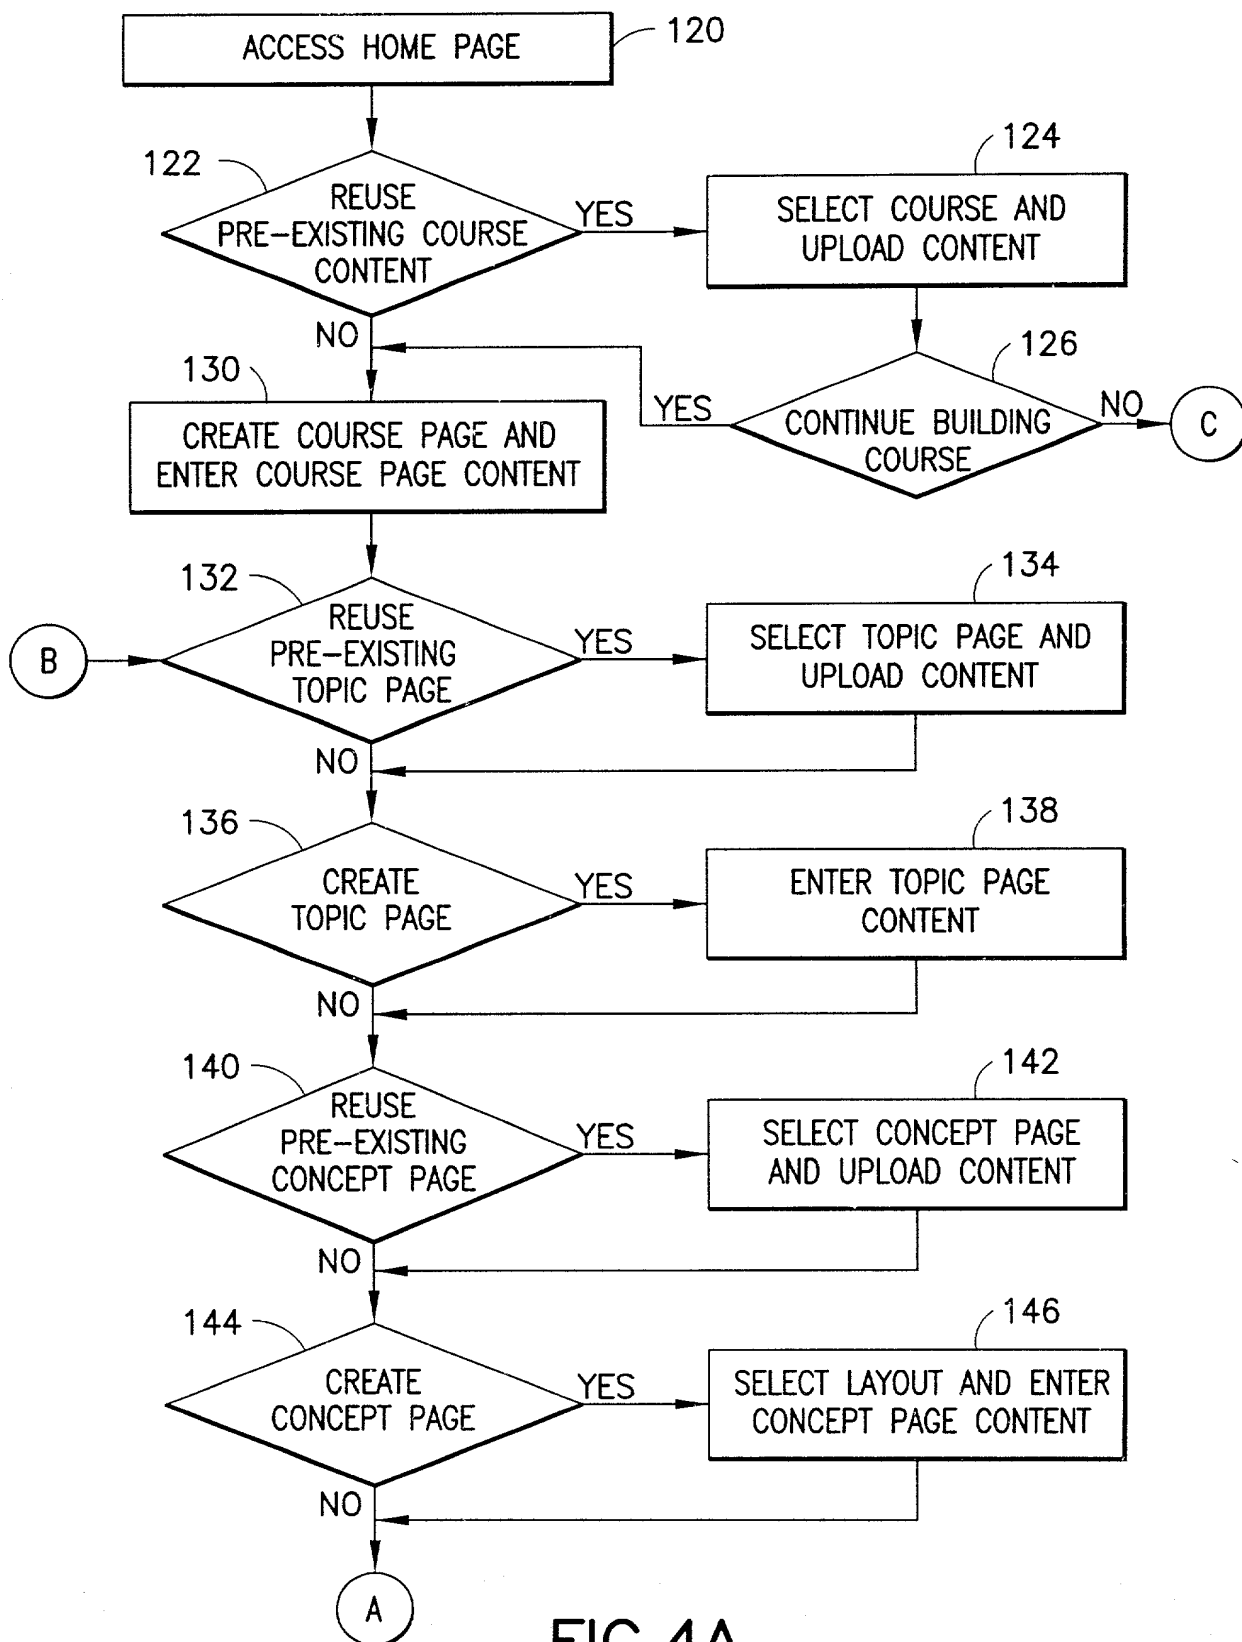 ACCESS HOME PAGE
120
122
REUSE
PRE-EXISTING COURSE
CONTENT
YES
124
SELECT COURSE AND
UPLOAD CONTENT
NO
126
CONTINUE BUILDING
COURSE
YES
NO
C
130
CREATE COURSE PAGE AND
ENTER COURSE PAGE CONTENT
B
132
REUSE
PRE-EXISTING
TOPIC PAGE
YES
134
SELECT TOPIC PAGE AND
UPLOAD CONTENT
NO
136
CREATE
TOPIC PAGE
YES
138
ENTER TOPIC PAGE
CONTENT
NO
140
REUSE
PRE-EXISTING
CONCEPT PAGE
YES
142
SELECT CONCEPT PAGE
AND UPLOAD CONTENT
NO
144
CREATE
CONCEPT PAGE
YES
146
SELECT LAYOUT AND ENTER
CONCEPT PAGE CONTENT
NO
A
FIG.4A